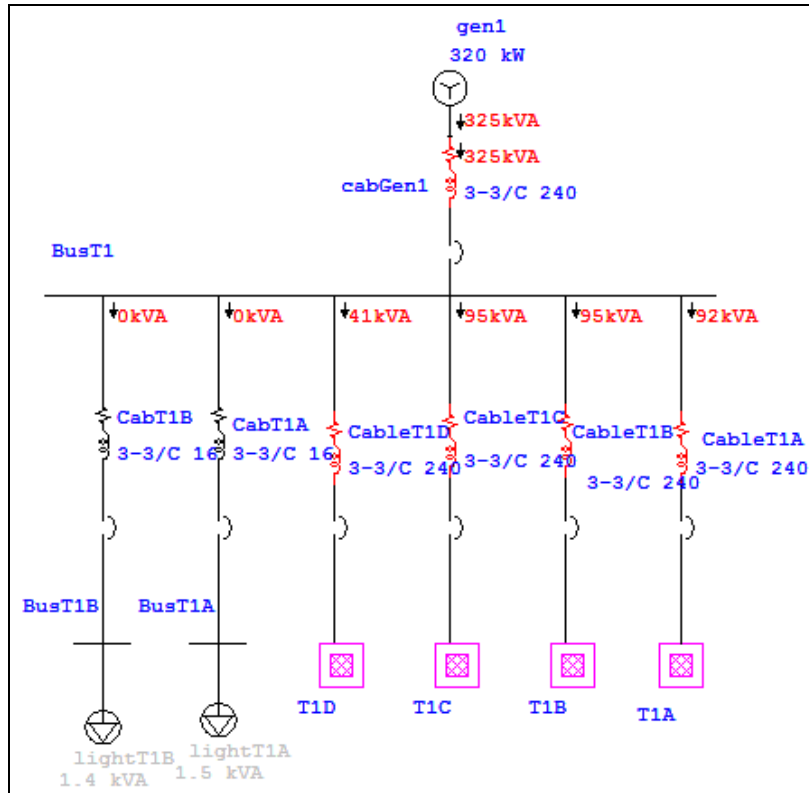 gen1
320 kW
325kVA
325kVA
cabGen1
3-3/C 240
BusT1
0kVA
0kVA
41kVA
95kVA
95kVA
92kVA
CabT1B
3-3/C 16
CabT1A
3-3/C 16
CableT1D
3-3/C 240
CableT1C
3-3/C 240
CableT1B
3-3/C 240
CableT1A
3-3/C 240
BusT1B
BusT1A
T1D
T1C
T1B
T1A
lightT1B
1.4 kVA
lightT1A
1.5 kVA